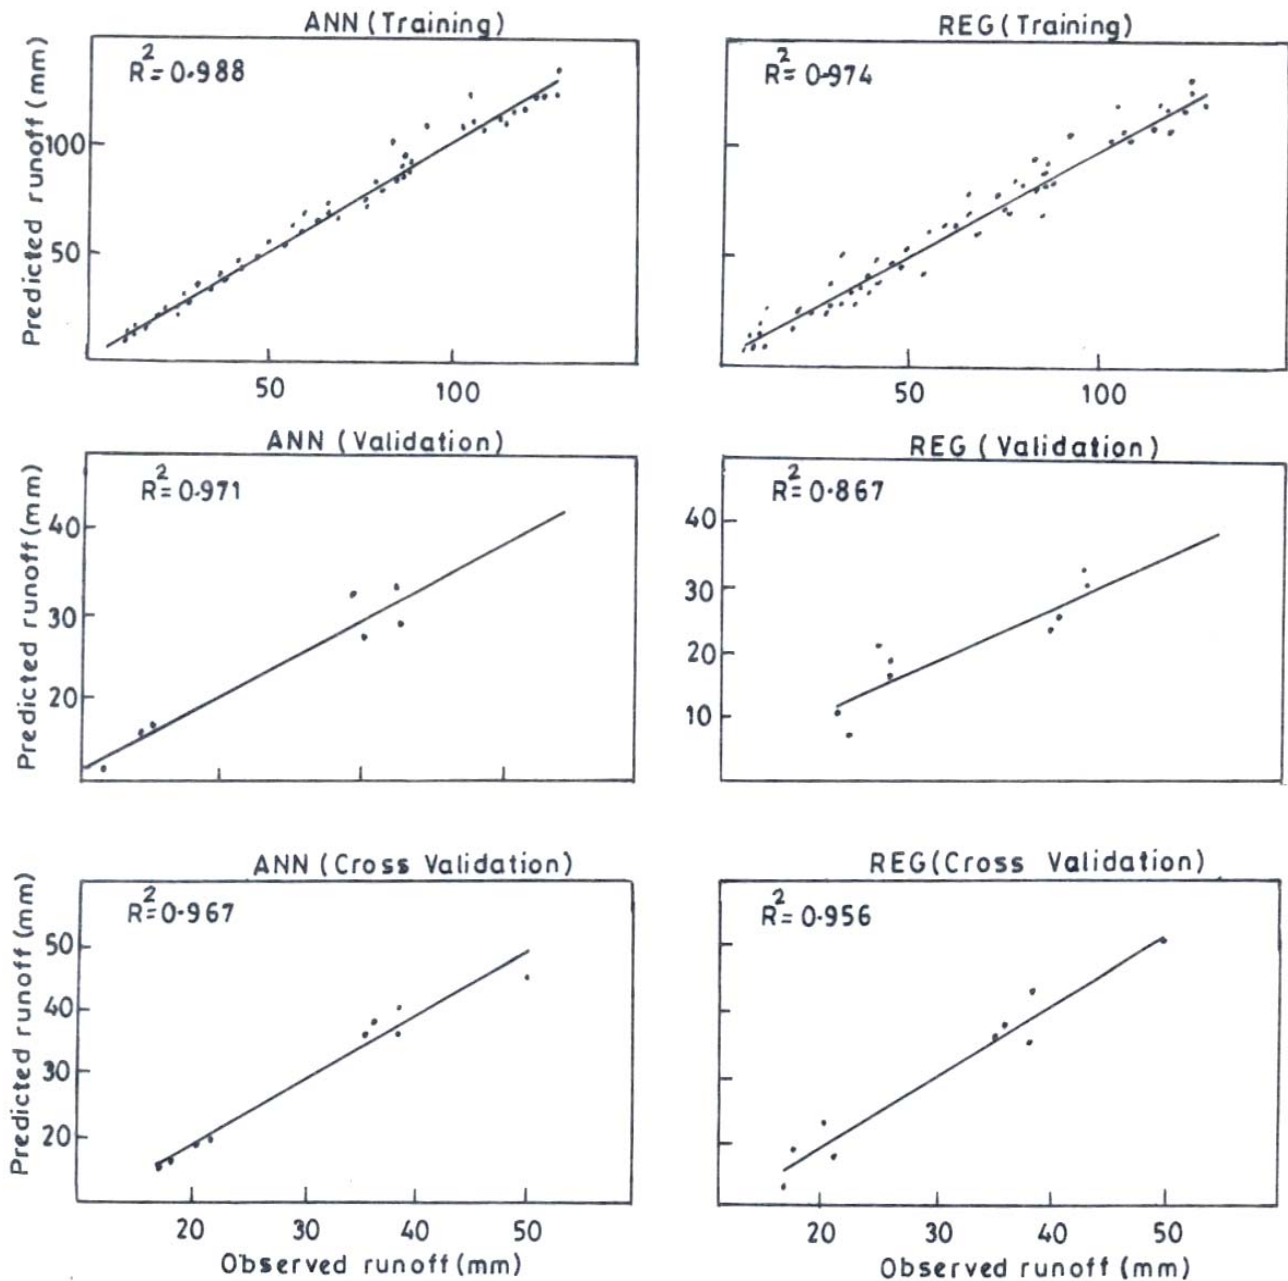 ANN (Training)
R²=0.988
Predicted runoff (mm)
100
50
50
100
REG (Training)
R²=0.974
50
100
ANN (Validation)
R²=0.971
Predicted runoff (mm)
40
30
20
REG (Validation)
R²=0.867
40
30
20
10
ANN (Cross Validation)
R²=0.967
Predicted runoff (mm)
50
40
30
20
20
30
40
50
Observed runoff (mm)
REG (Cross Validation)
R²=0.956
20
30
40
50
Observed runoff (mm)